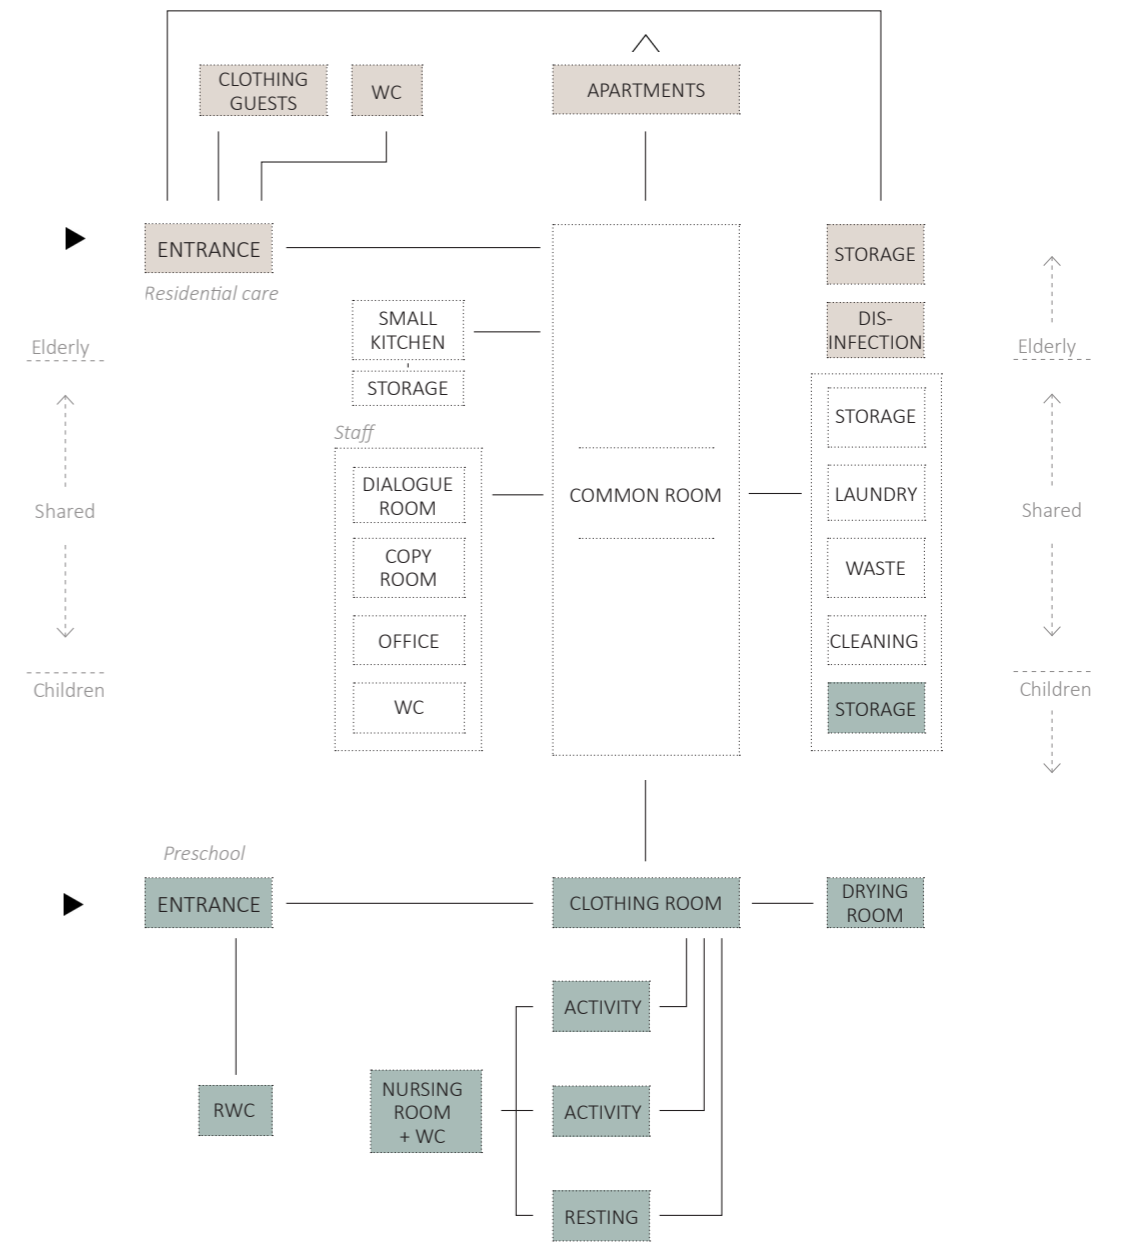 CLOTHING
GUESTS
WC
APARTMENTS
ENTRANCE
Residential care
STORAGE
SMALL
KITCHEN
STORAGE
DIS-
INFECTION
Elderly
Elderly
Staff
DIALOGUE
ROOM
COPY
ROOM
OFFICE
WC
COMMON ROOM
STORAGE
LAUNDRY
WASTE
CLEANING
STORAGE
Shared
Shared
Children
Children
Preschool
ENTRANCE
CLOTHING ROOM
DRYING
ROOM
ACTIVITY
RWC
NURSING
ROOM
+ WC
ACTIVITY
RESTING